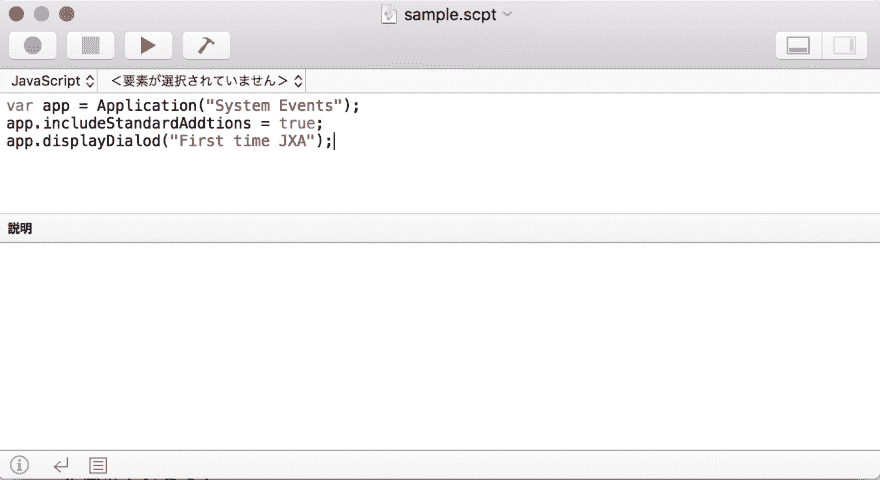 sample.scpt
JavaScript <要素が選択されていません>
var app = Application("System Events");
app.includeStandardAddtions = true;
app.displayDialod("First time JXA");
説明